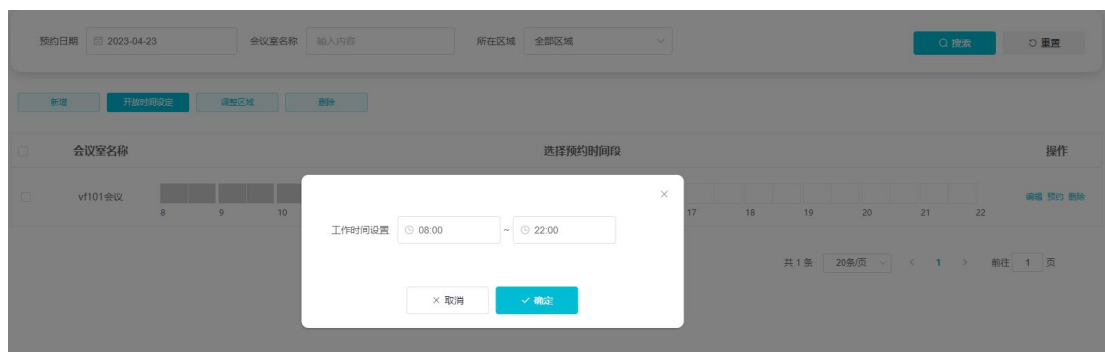 预约日期 2023-04-23 会议室名称 输入内容 所在区域 全部区域 搜索 重置
新增 开放时间设定 调整区域 删除
会议室名称 选择预约时间段 操作
vf101会议 编辑 预约 删除
8 9 10 17 18 19 20 21 22
工作时间设置 08:00 ~ 22:00
共 1 条 20条/页 < 1 > 前往 1 页
× 取消 ✓ 确定